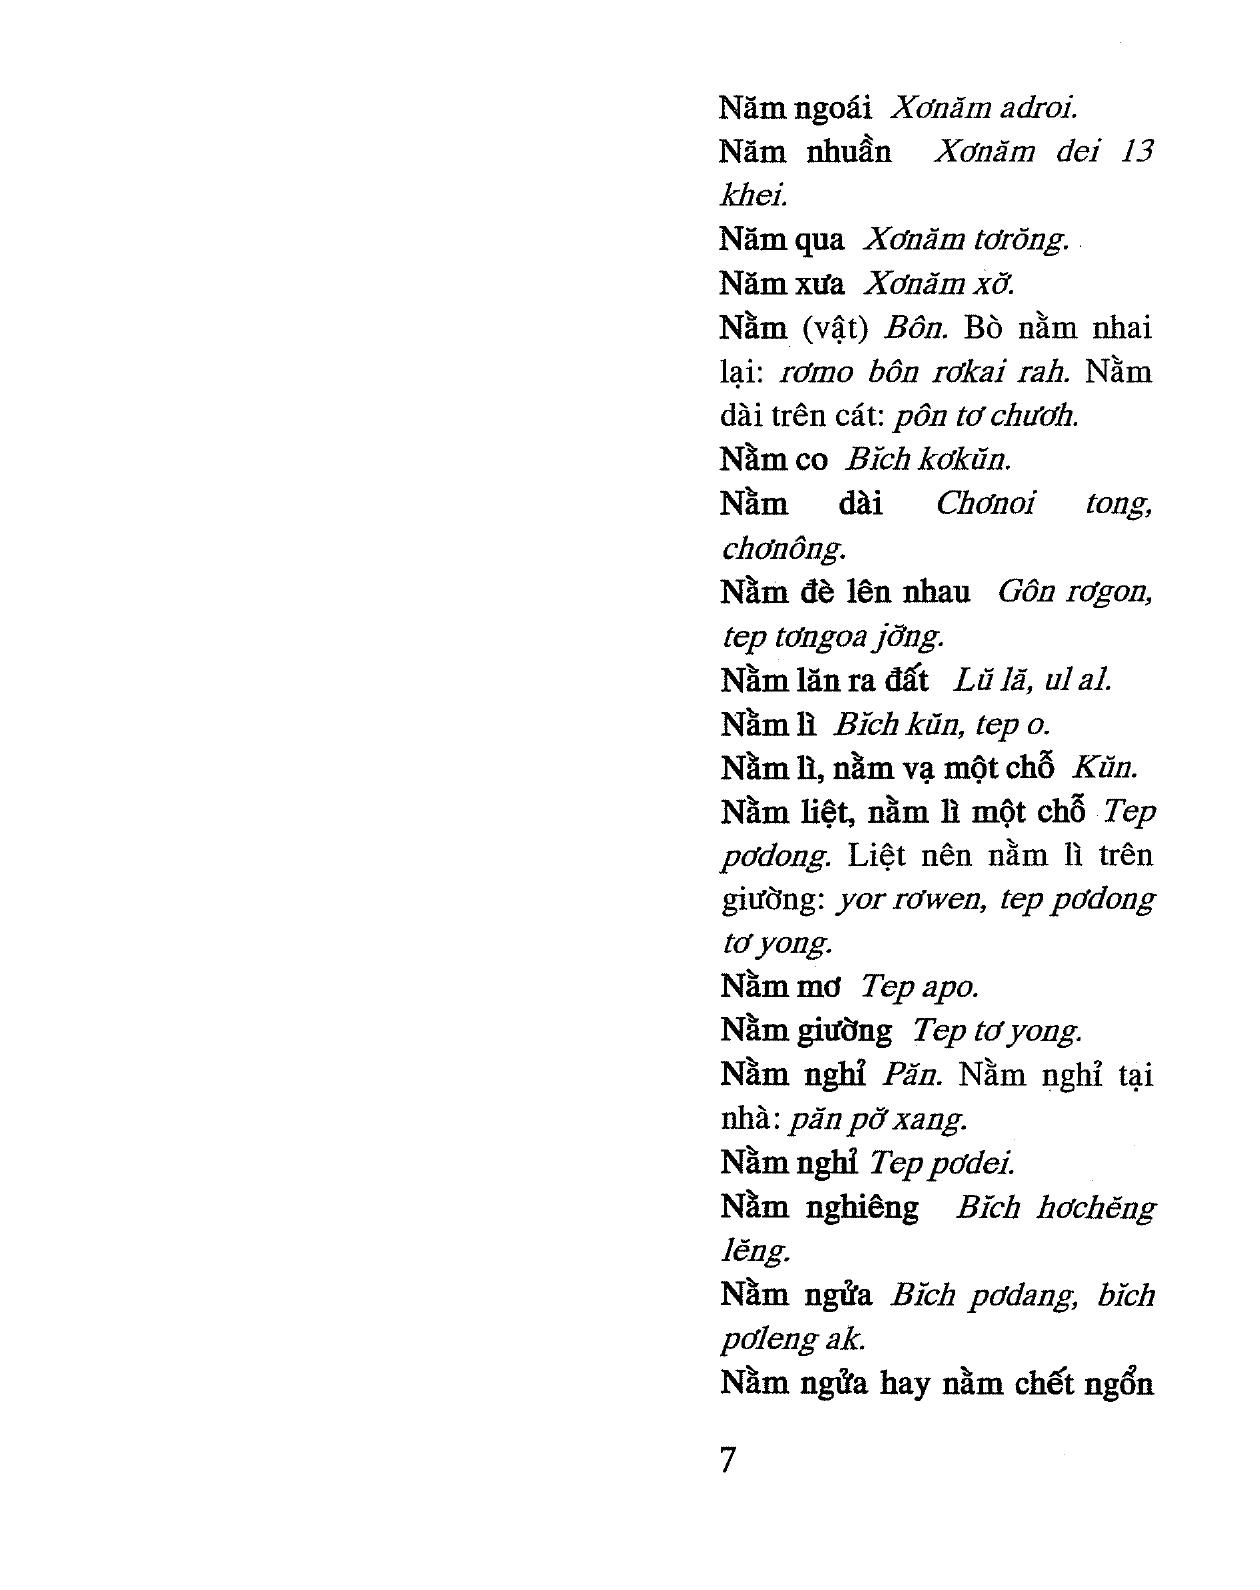 Năm ngoái Xơnăm adroi.
Năm nhuần Xơnăm dei 13
khei.
Năm qua Xơnăm tơrŏng.
Năm xưa Xơnăm xơ̆.
Nằm (vật) Bôn. Bò nằm nhai
lại: rơmo bôn rơkai rah. Nằm
dài trên cát: pôn tơ chươh.
Nằm co Bĭch kơkŭn.
Nằm dài Chơnoi tong,
chơnông.
Nằm đè lên nhau Gôn rơgon,
tep tơngoa jơ̆ng.
Nằm lăn ra đất Lŭ lă, ul al.
Nằm lì Bĭch kŭn, tep o.
Nằm lì, nằm vạ một chỗ Kŭn.
Nằm liệt, nằm lì một chỗ Tep
pơdong. Liệt nên nằm lì trên
giường: yor rơwen, tep pơdong
tơ yong.
Nằm mơ Tep apo.
Nằm giường Tep tơ yong.
Nằm nghỉ Păn. Nằm nghỉ tại
nhà: păn pơ̆ xang.
Nằm nghỉ Tep pơdei.
Nằm nghiêng Bĭch hơchĕng
lĕng.
Nằm ngửa Bĭch pơdang, bĭch
pơleng ak.
Nằm ngửa hay nằm chết ngổn
7